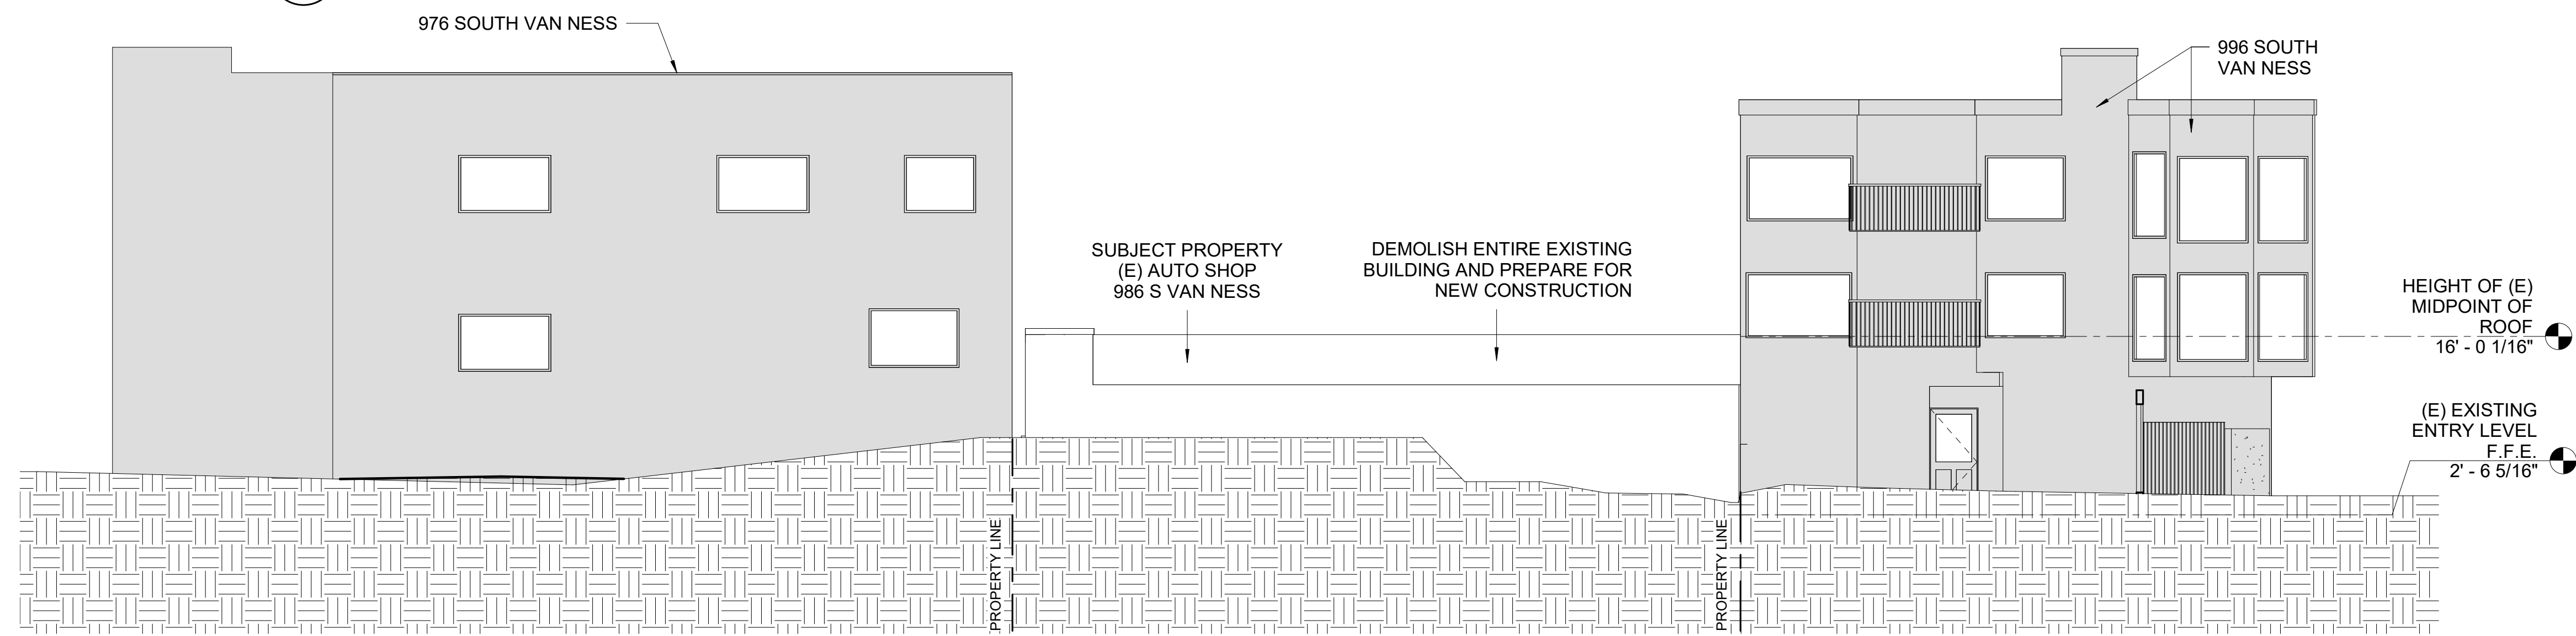 976 SOUTH VAN NESS
996 SOUTH
VAN NESS
SUBJECT PROPERTY
(E) AUTO SHOP
986 S VAN NESS
DEMOLISH ENTIRE EXISTING
BUILDING AND PREPARE FOR
NEW CONSTRUCTION
HEIGHT OF (E)
MIDPOINT OF
ROOF
16' - 0 1/16"
(E) EXISTING
ENTRY LEVEL
F.F.E.
2' - 6 5/16"
PROPERTY LINE
PROPERTY LINE